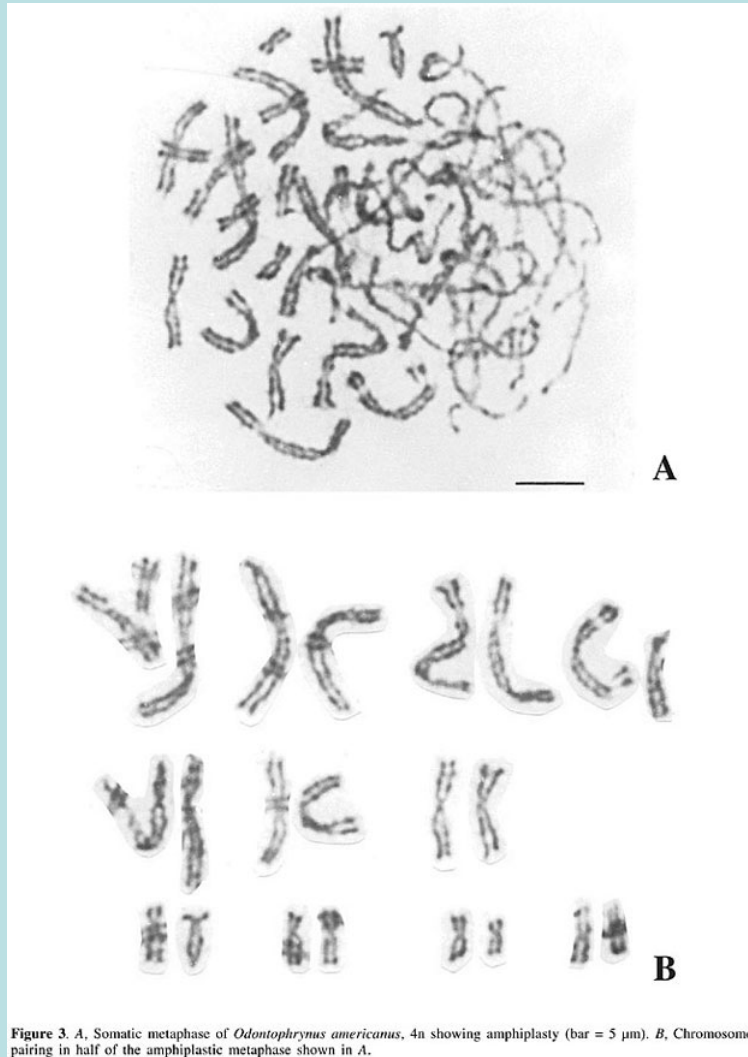 A
B
Figure 3. A, Somatic metaphase of Odontophrynus americanus, 4n showing amphiplasty (bar = 5 µm). B, Chromosome
pairing in half of the amphiplastic metaphase shown in A.